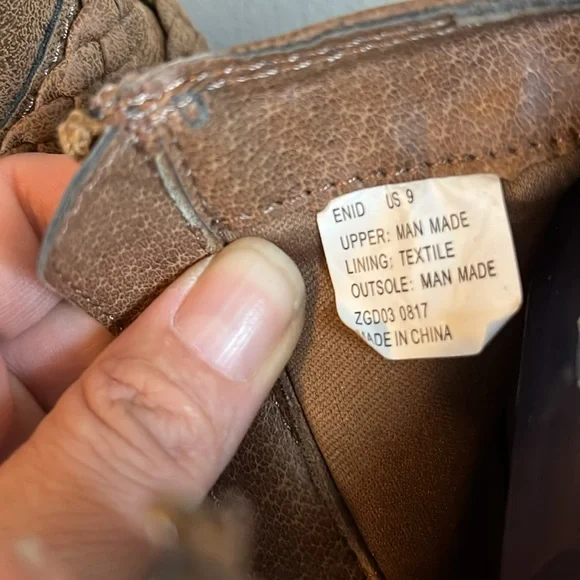 ENID US 9
UPPER: MAN MADE
LINING: TEXTILE
OUTSOLE: MAN MADE
ZGD03 0817
MADE IN CHINA